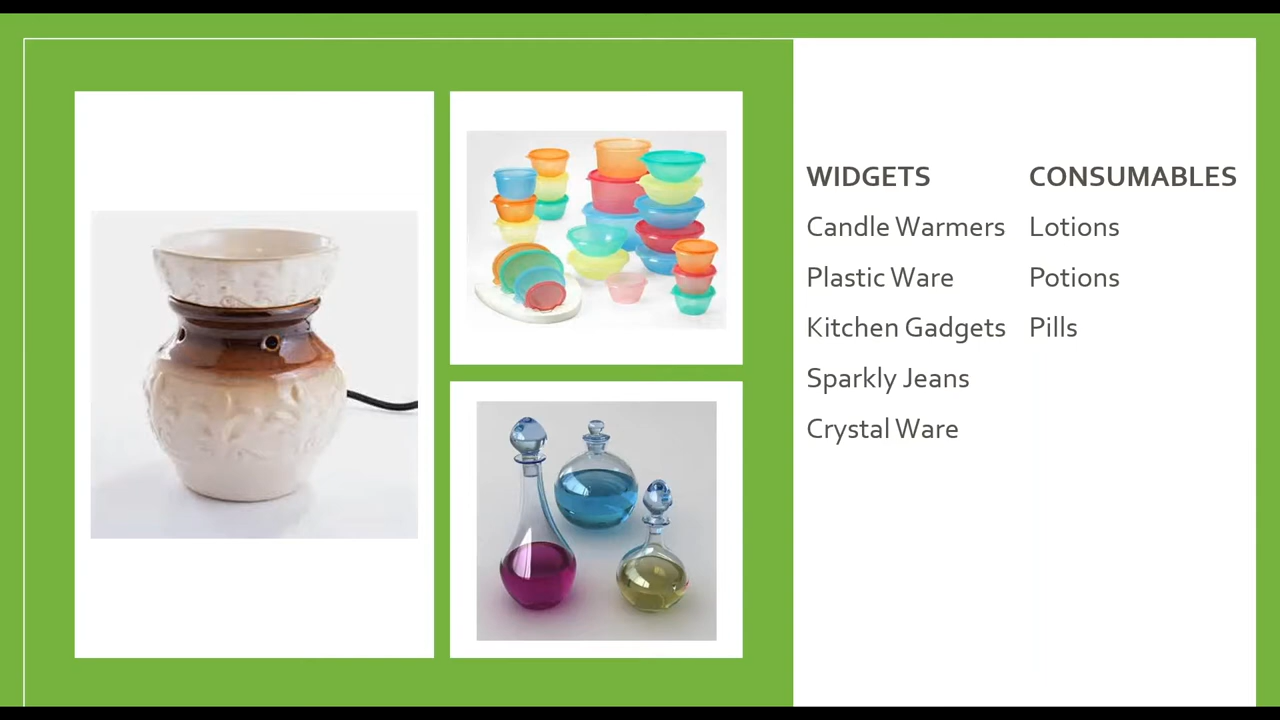 WIDGETS
Candle Warmers
Plastic Ware
Kitchen Gadgets
Sparkly Jeans
Crystal Ware
CONSUMABLES
Lotions
Potions
Pills